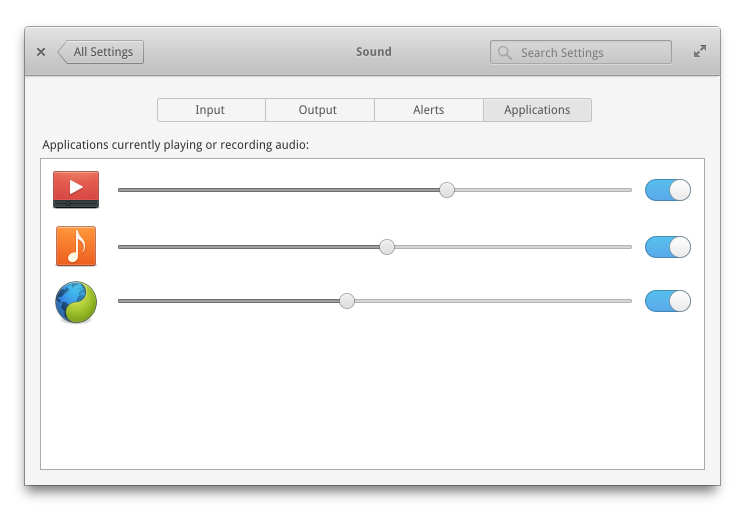 All Settings
Sound
Search Settings
Input
Output
Alerts
Applications
Applications currently playing or recording audio: